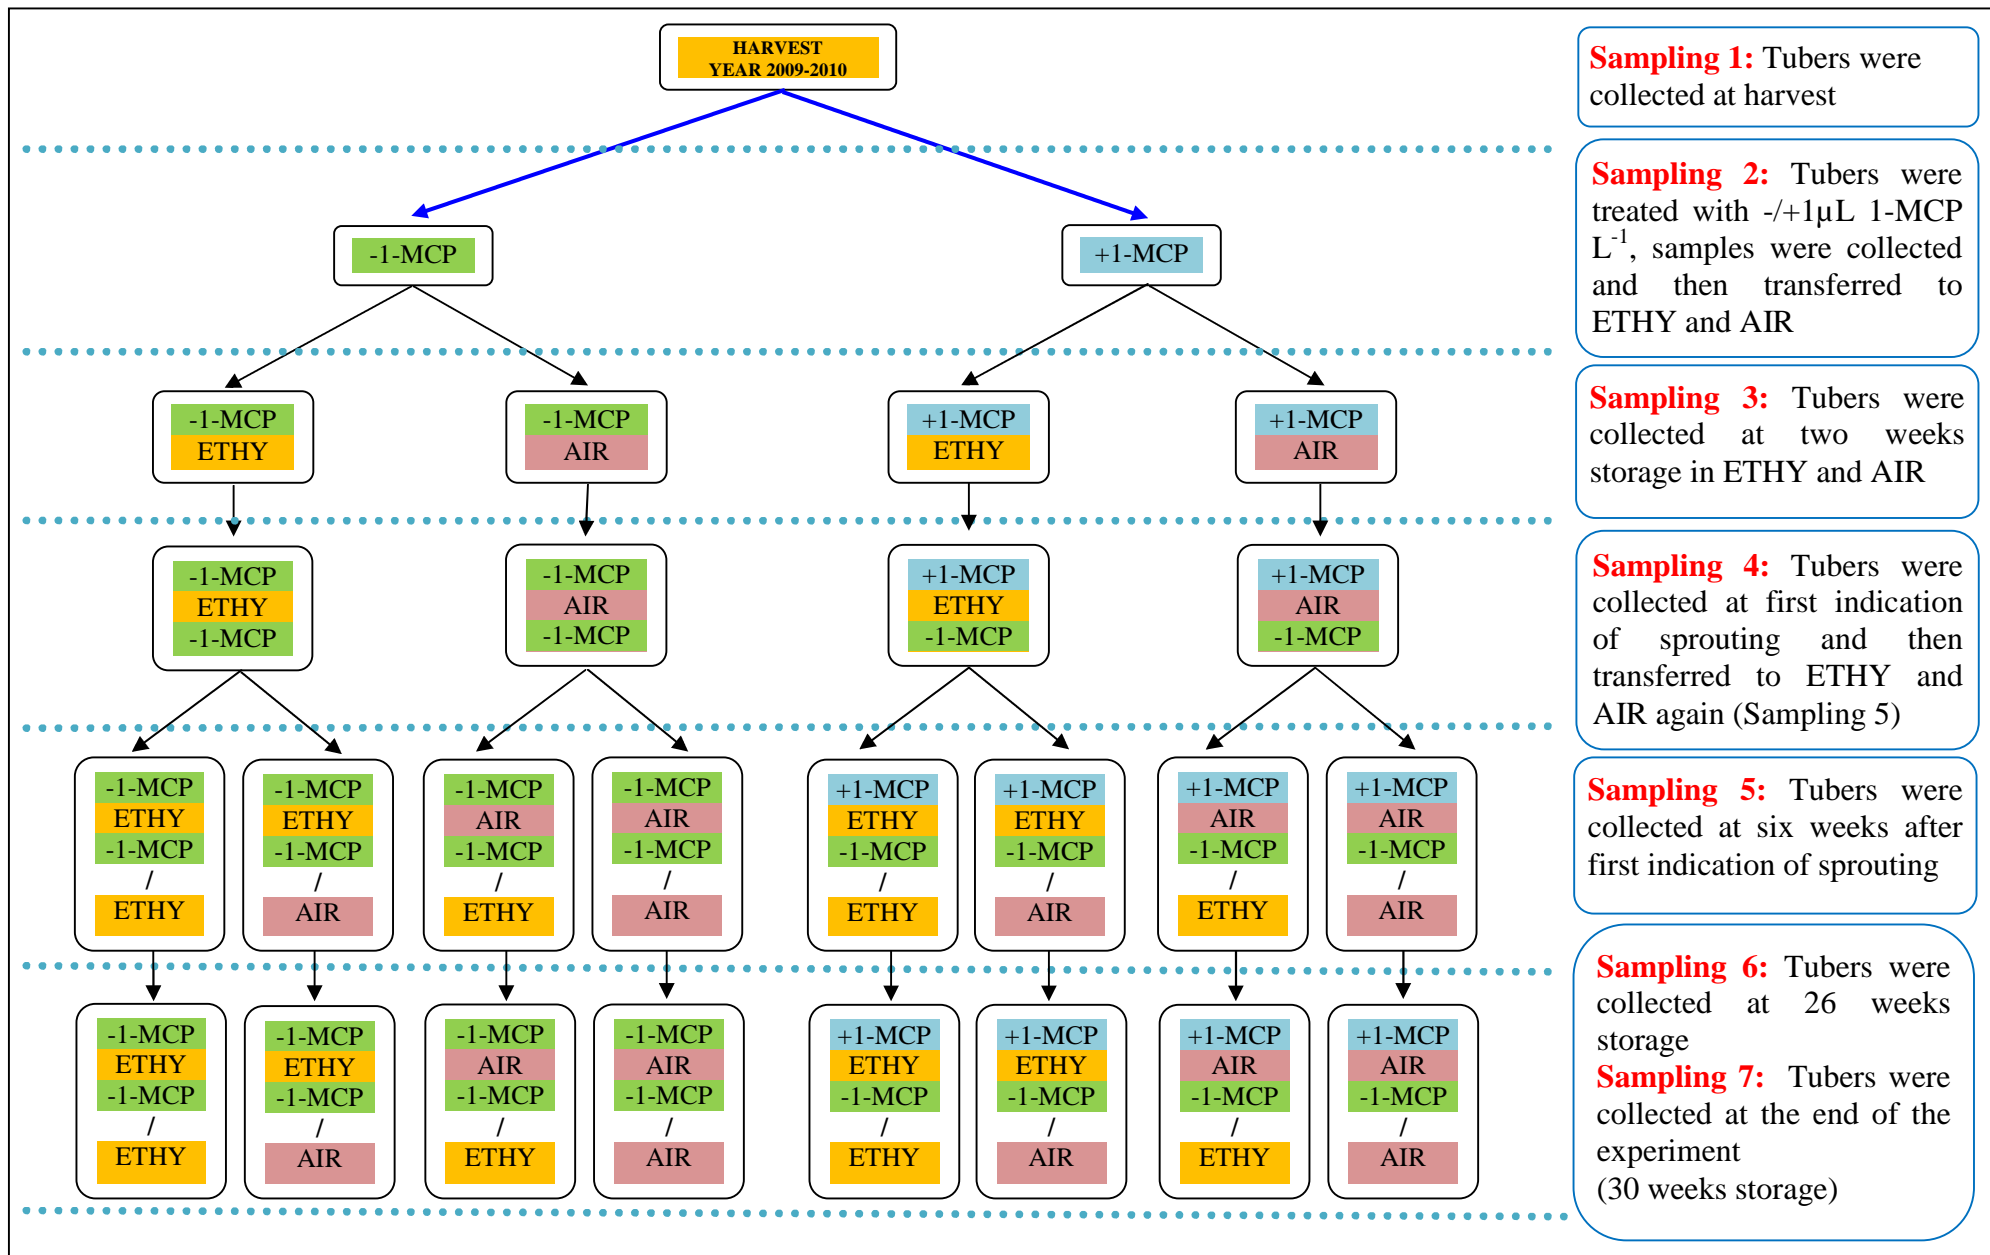 HARVEST
YEAR 2009-2010
Sampling 1: Tubers were
collected at harvest
-1-MCP
+1-MCP
Sampling 2: Tubers were
treated with -/+1µL 1-MCP
L-1, samples were collected
and then transferred to
ETHY and AIR
-1-MCP
ETHY
-1-MCP
AIR
+1-MCP
ETHY
+1-MCP
AIR
Sampling 3: Tubers were
collected at two weeks
storage in ETHY and AIR
-1-MCP
ETHY
-1-MCP
-1-MCP
AIR
-1-MCP
+1-MCP
ETHY
-1-MCP
+1-MCP
AIR
-1-MCP
Sampling 4: Tubers were
collected at first indication
of sprouting and then
transferred to ETHY and
AIR again (Sampling 5)
-1-MCP
ETHY
-1-MCP
/
ETHY
-1-MCP
ETHY
-1-MCP
/
AIR
-1-MCP
AIR
-1-MCP
/
ETHY
-1-MCP
AIR
-1-MCP
/
AIR
+1-MCP
ETHY
-1-MCP
/
ETHY
+1-MCP
ETHY
-1-MCP
/
AIR
+1-MCP
AIR
-1-MCP
/
ETHY
+1-MCP
AIR
-1-MCP
/
AIR
Sampling 5: Tubers were
collected at six weeks after
first indication of sprouting
-1-MCP
ETHY
-1-MCP
/
ETHY
-1-MCP
ETHY
-1-MCP
/
AIR
-1-MCP
AIR
-1-MCP
/
ETHY
-1-MCP
AIR
-1-MCP
/
AIR
+1-MCP
ETHY
-1-MCP
/
ETHY
+1-MCP
ETHY
-1-MCP
/
AIR
+1-MCP
AIR
-1-MCP
/
ETHY
+1-MCP
AIR
-1-MCP
/
AIR
Sampling 6: Tubers were
collected at 26 weeks
storage
Sampling 7: Tubers were
collected at the end of the
experiment
(30 weeks storage)